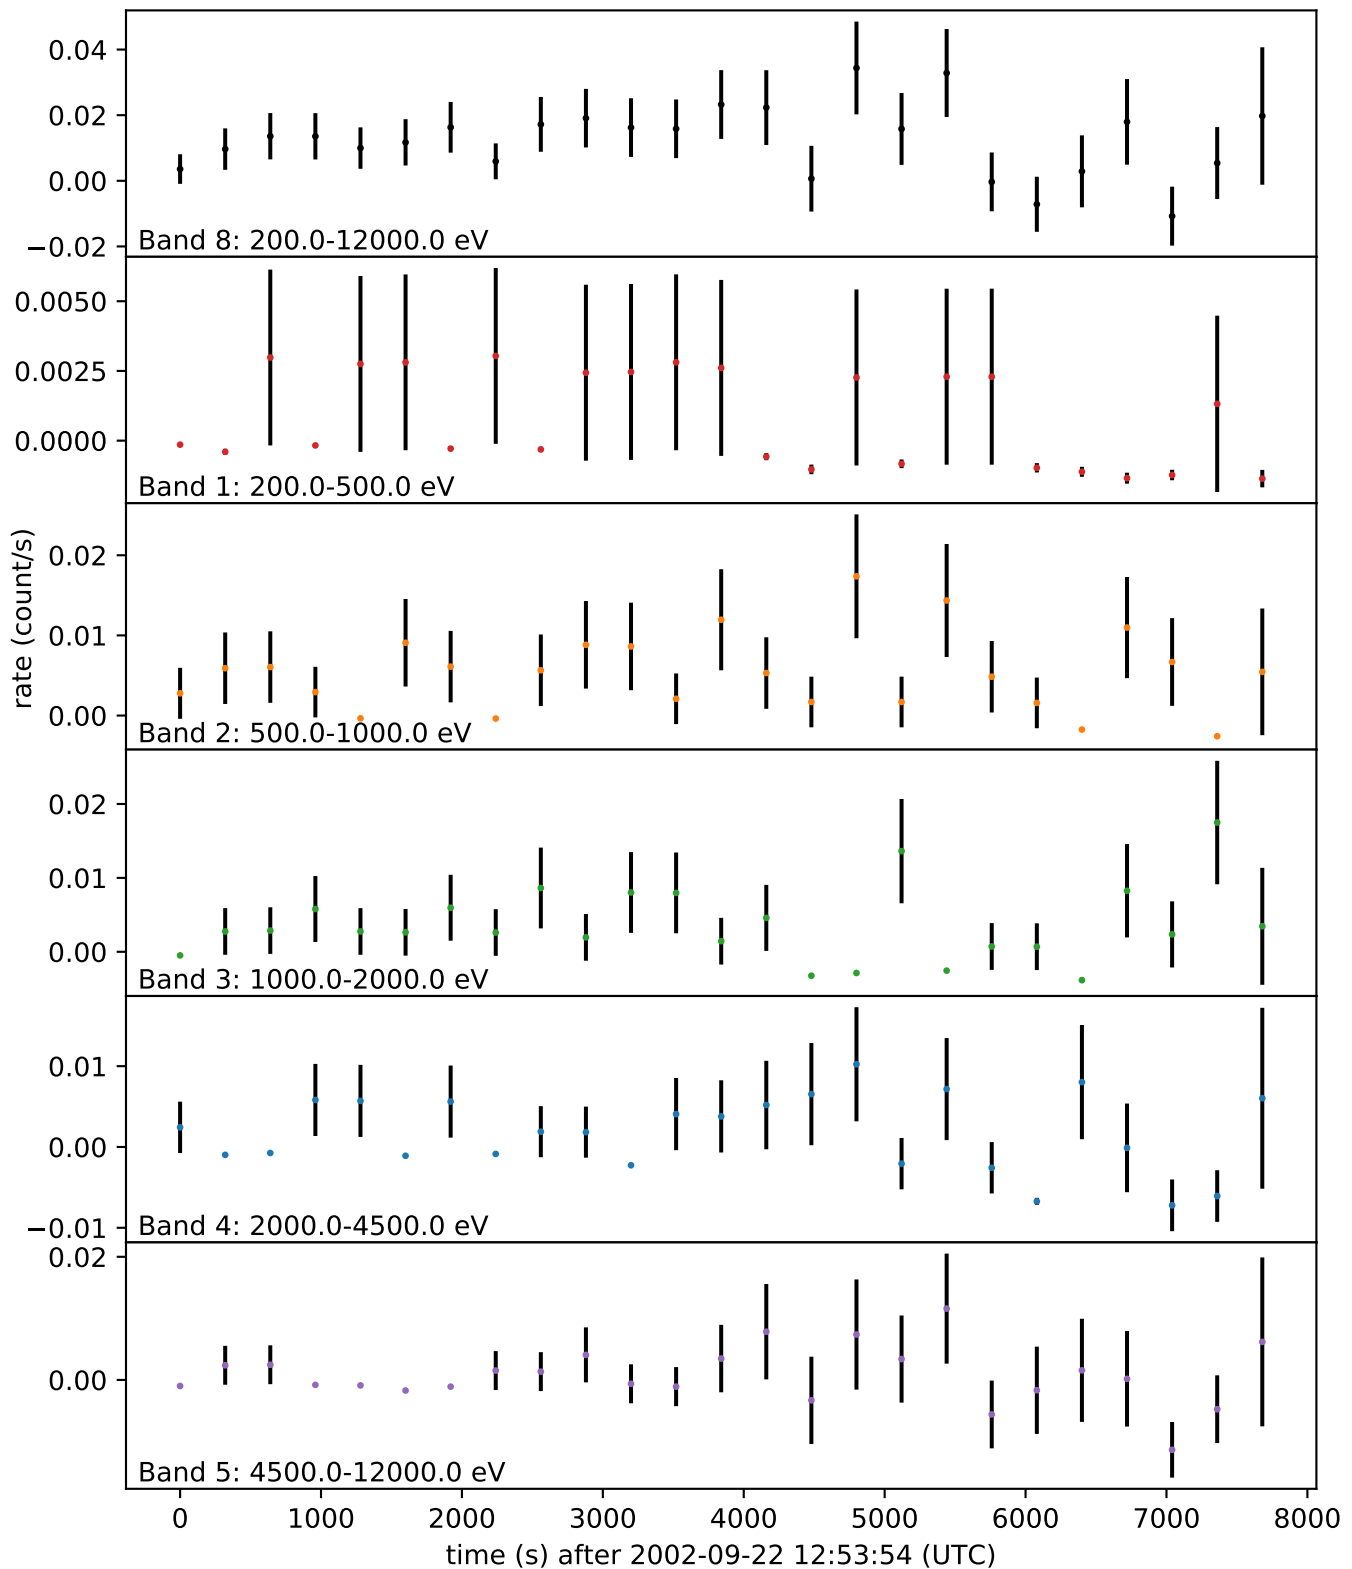 0.04
0.02
0.00
−0.02
Band 8: 200.0-12000.0 eV
0.0050
0.0025
0.0000
Band 1: 200.0-500.0 eV
rate (count/s)
0.02
0.01
0.00
Band 2: 500.0-1000.0 eV
0.02
0.01
0.00
Band 3: 1000.0-2000.0 eV
0.01
0.00
−0.01
Band 4: 2000.0-4500.0 eV
0.02
0.00
Band 5: 4500.0-12000.0 eV
0 1000 2000 3000 4000 5000 6000 7000 8000
time (s) after 2002-09-22 12:53:54 (UTC)